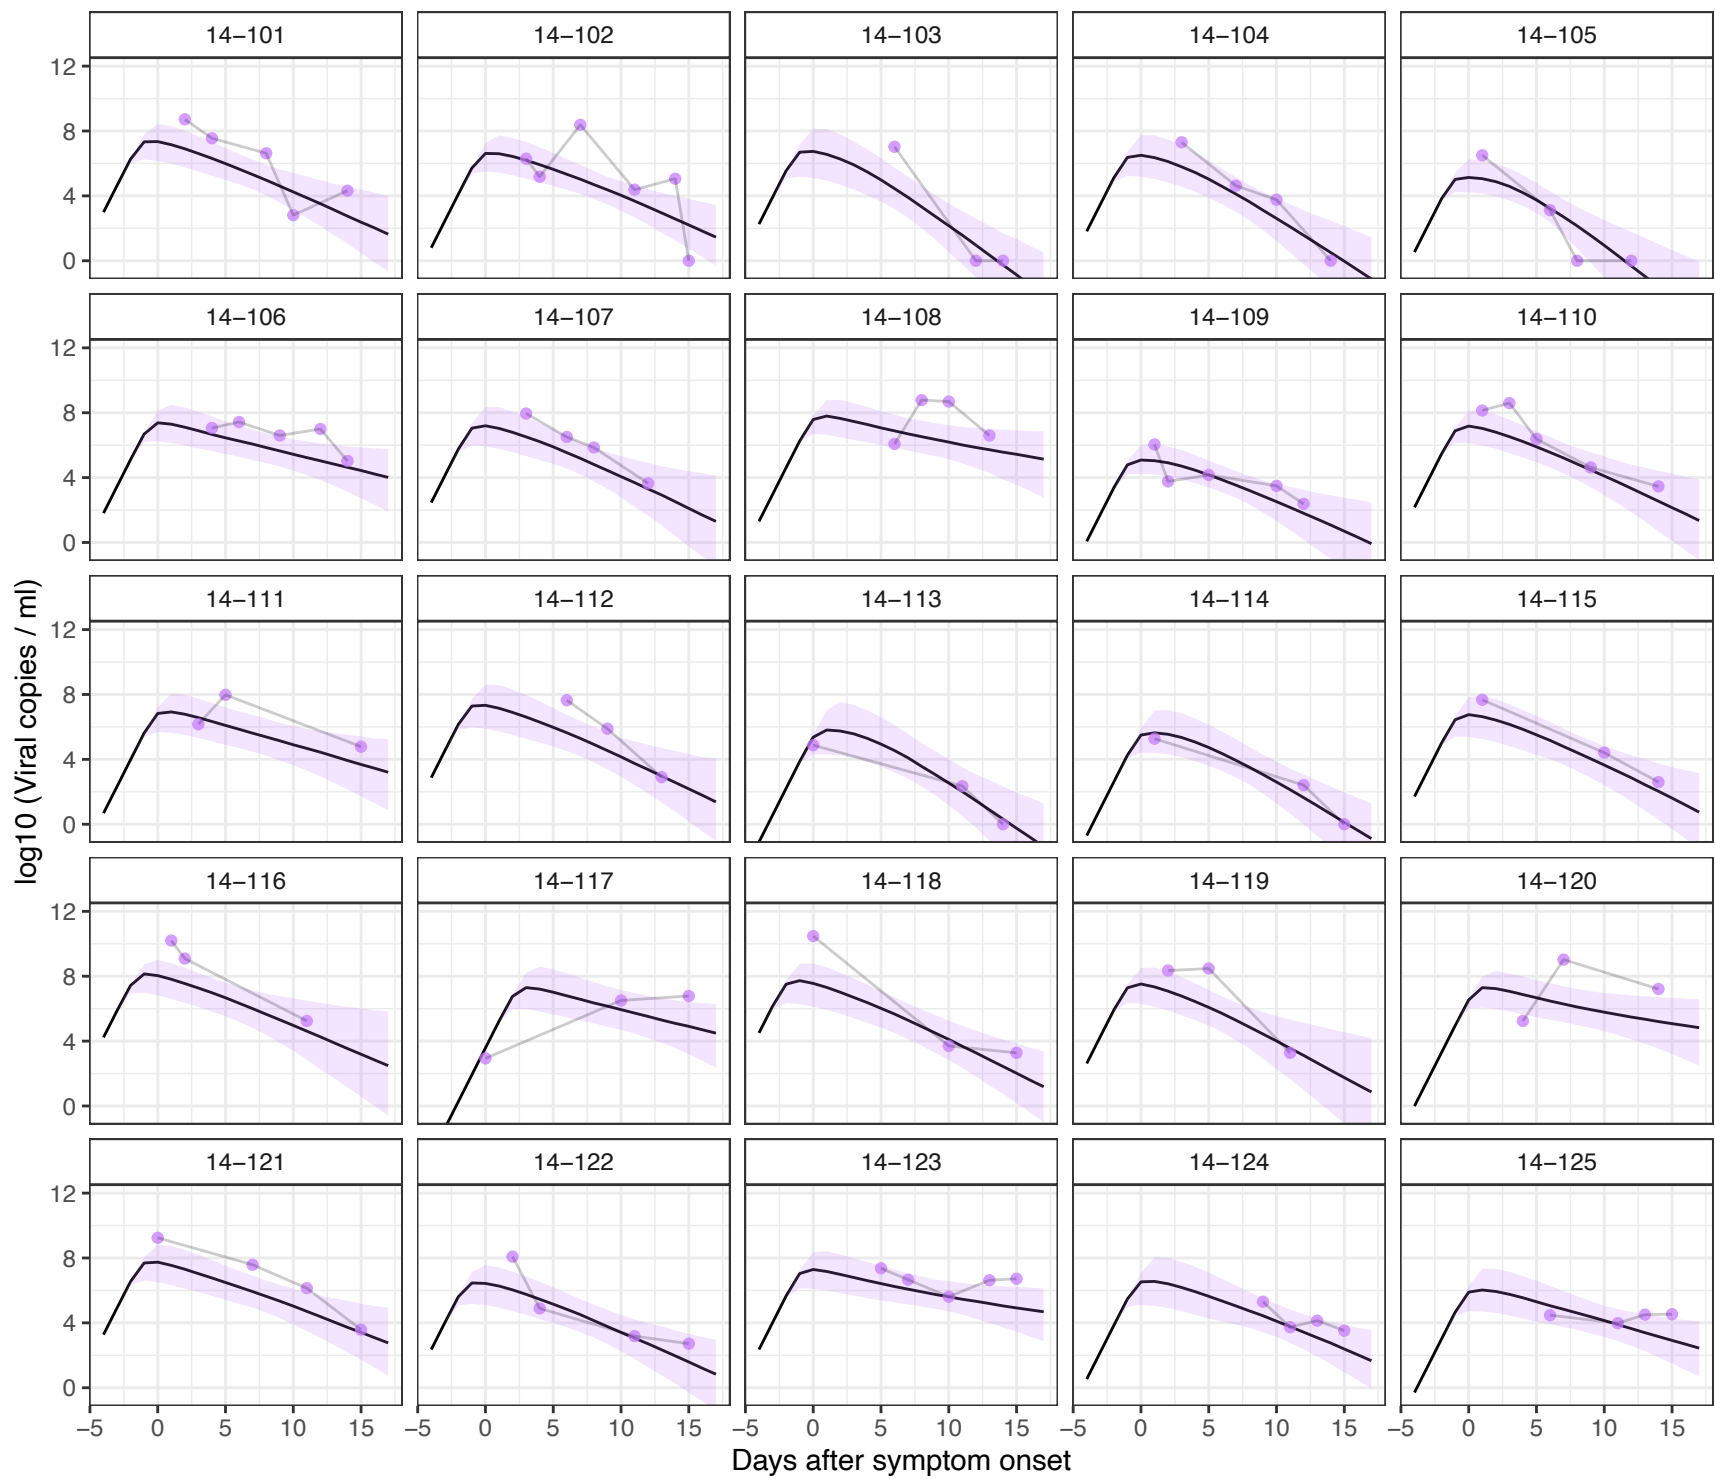 14−101 14−102 14−103 14−104 14−105
12
8
4
0
14−106 14−107 14−108 14−109 14−110
12
8
4
0
14−111 14−112 14−113 14−114 14−115
12
8
4
0
14−116 14−117 14−118 14−119 14−120
12
8
4
0
14−121 14−122 14−123 14−124 14−125
12
8
4
0
−5 0 5 10 15 −5 0 5 10 15 −5 0 5 10 15 −5 0 5 10 15 −5 0 5 10 15
Days after symptom onset
log10 (Viral copies / ml)